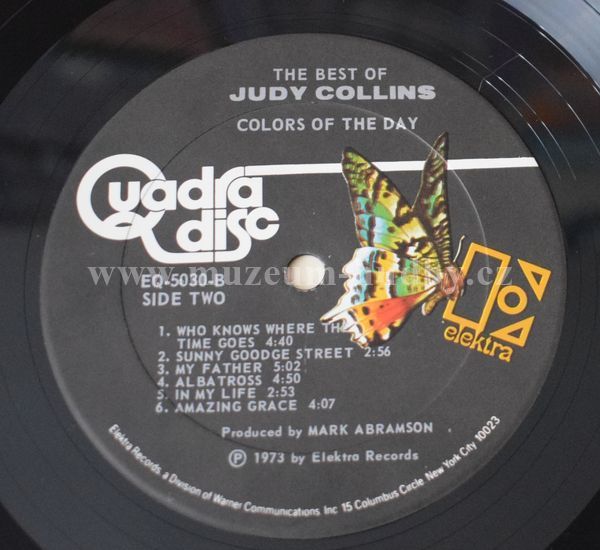 THE BEST OF
JUDY COLLINS
COLORS OF THE DAY
Quadra
disc
EQ-5030-B
SIDE TWO
1. WHO KNOWS WHERE THE
TIME GOES 4:40
2. SUNNY GOODGE STREET 2:56
3. MY FATHER 5:02
4. ALBATROSS 4:50
5. IN MY LIFE 2:53
6. AMAZING GRACE 4:07
elektra
Produced by MARK ABRAMSON
Ⓟ 1973 by Elektra Records
Elektra Records, a Division of Warner Communications Inc 15 Columbus Circle, New York City 10023